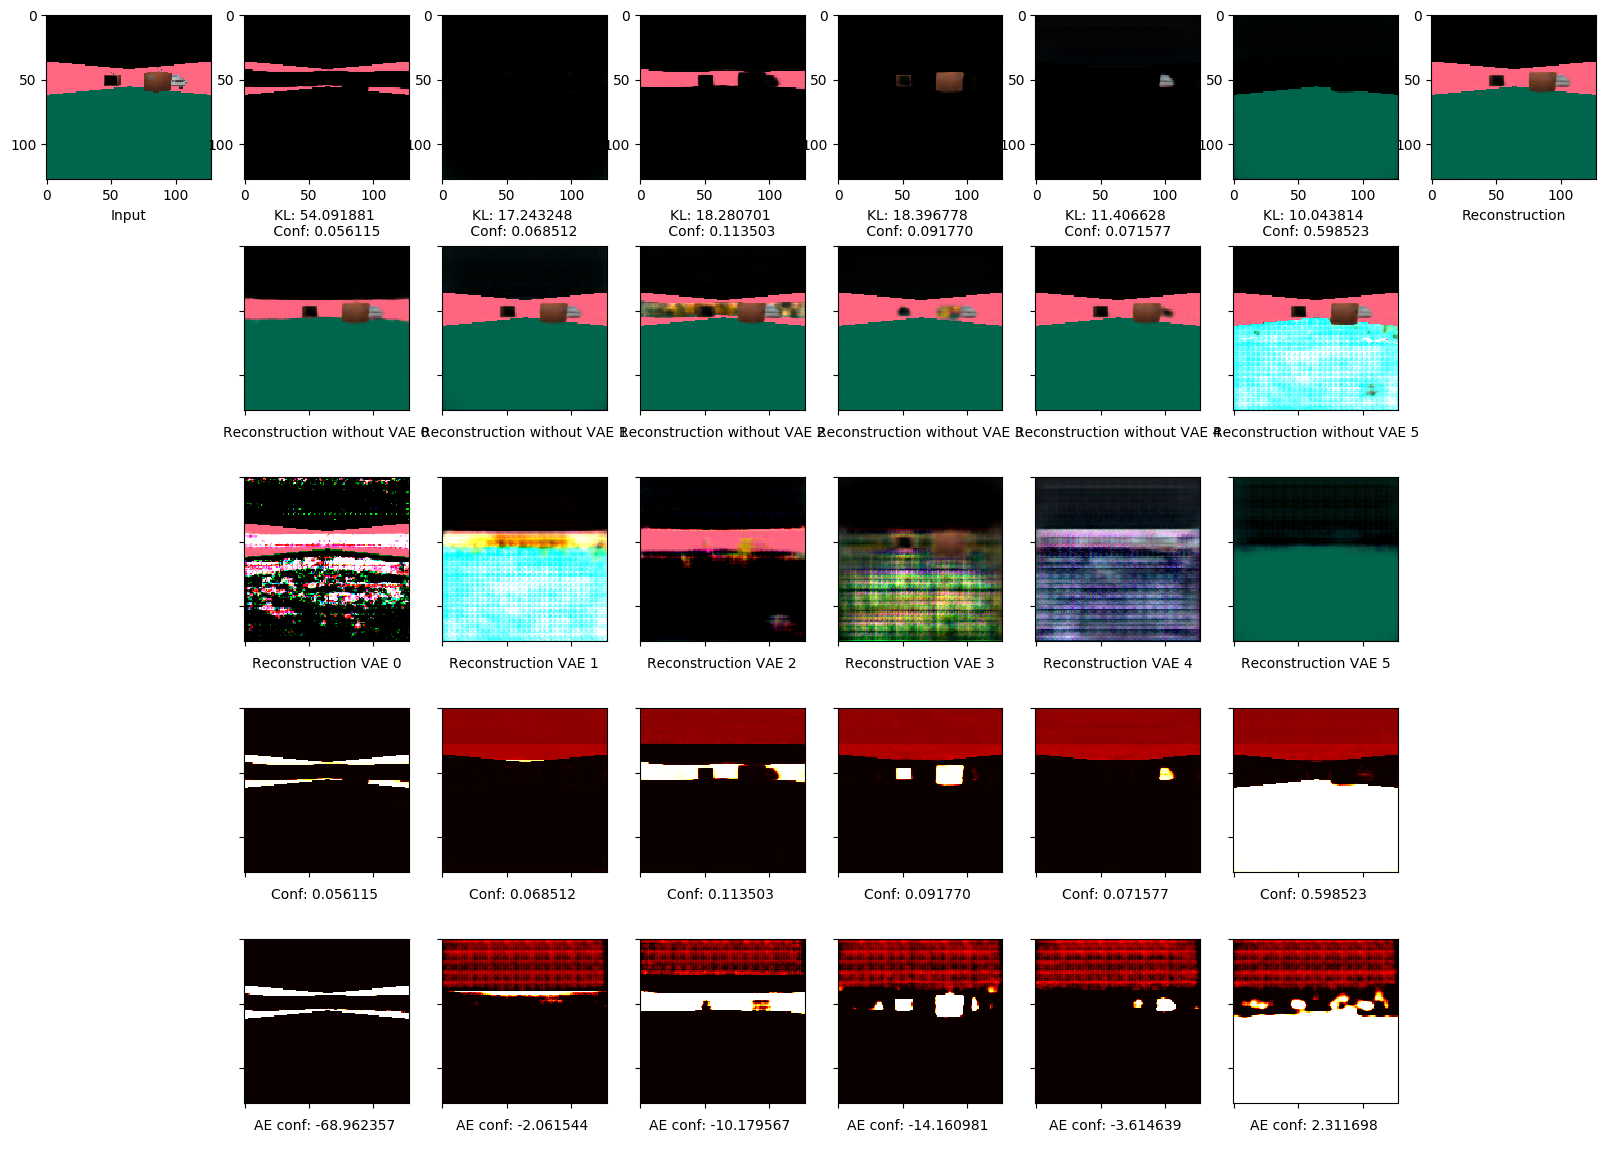 0
50
100
0 50 100
Input
0
50
100
0 50 100
KL: 54.091881
Conf: 0.056115
0
50
100
0 50 100
KL: 17.243248
Conf: 0.068512
0
50
100
0 50 100
KL: 18.280701
Conf: 0.113503
0
50
100
0 50 100
KL: 18.396778
Conf: 0.091770
0
50
100
0 50 100
KL: 11.406628
Conf: 0.071577
0
50
100
0 50 100
KL: 10.043814
Conf: 0.598523
0
50
100
0 50 100
Reconstruction
Reconstruction without VAE 0
Reconstruction without VAE 1
Reconstruction without VAE 2
Reconstruction without VAE 3
Reconstruction without VAE 4
Reconstruction without VAE 5
Reconstruction VAE 0
Reconstruction VAE 1
Reconstruction VAE 2
Reconstruction VAE 3
Reconstruction VAE 4
Reconstruction VAE 5
Conf: 0.056115
Conf: 0.068512
Conf: 0.113503
Conf: 0.091770
Conf: 0.071577
Conf: 0.598523
AE conf: -68.962357
AE conf: -2.061544
AE conf: -10.179567
AE conf: -14.160981
AE conf: -3.614639
AE conf: 2.311698